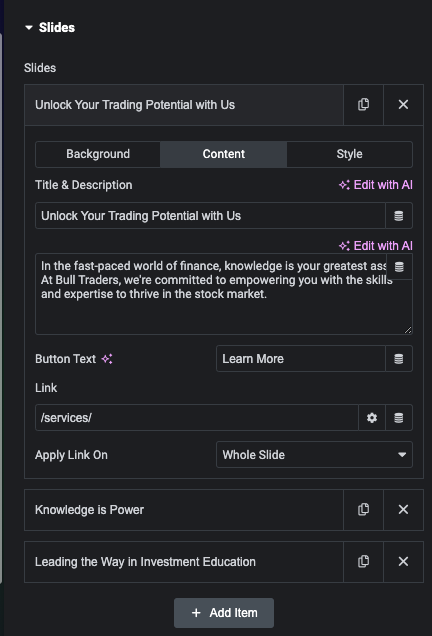 Slides
Slides
Unlock Your Trading Potential with Us
Background Content Style
Title & Description Edit with AI
Unlock Your Trading Potential with Us
Edit with AI
In the fast-paced world of finance, knowledge is your greatest
At Bull Traders, we're committed to empowering you with the skills
and expertise to thrive in the stock market.
Button Text Learn More
Link
/services/
Apply Link On Whole Slide
Knowledge is Power
Leading the Way in Investment Education
+ Add Item